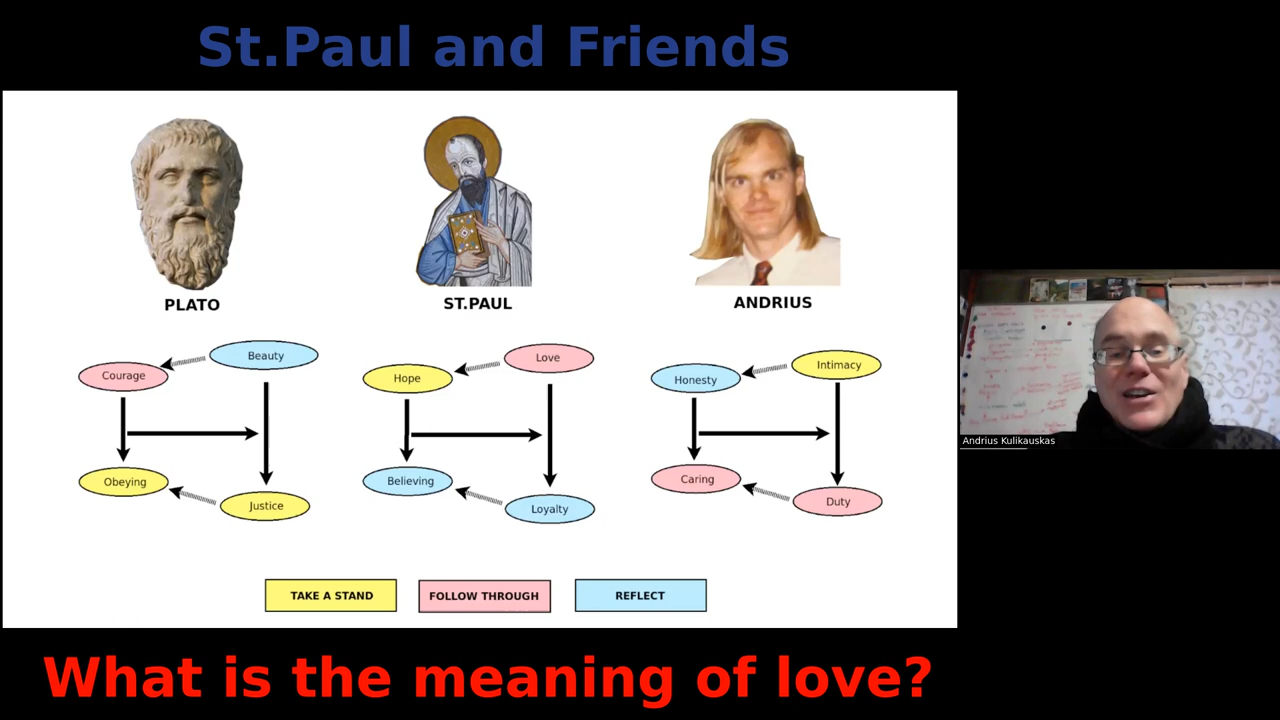 St.Paul and Friends
PLATO
ST.PAUL
ANDRIUS
Beauty
Courage
Obeying
Justice
Love
Hope
Believing
Loyalty
Intimacy
Honesty
Caring
Duty
TAKE A STAND
FOLLOW THROUGH
REFLECT
Andrius Kulikauskas
What is the meaning of love?